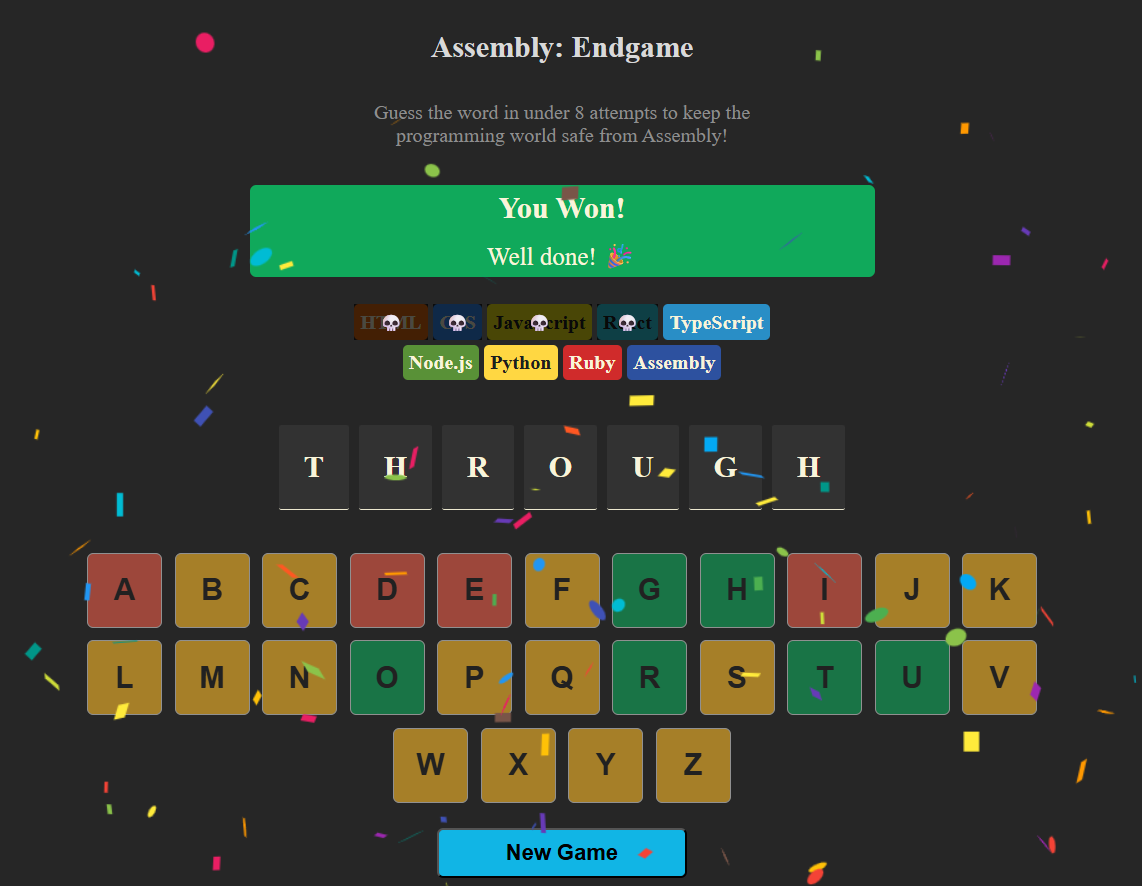 Assembly: Endgame
Guess the word in under 8 attempts to keep the
programming world safe from Assembly!
You Won!
Well done! 🎉
HTML CSS JavaScript React TypeScript
Node.js Python Ruby Assembly
T H R O U G H
A B C D E F G H I J K
L M N O P Q R S T U V
W X Y Z
New Game